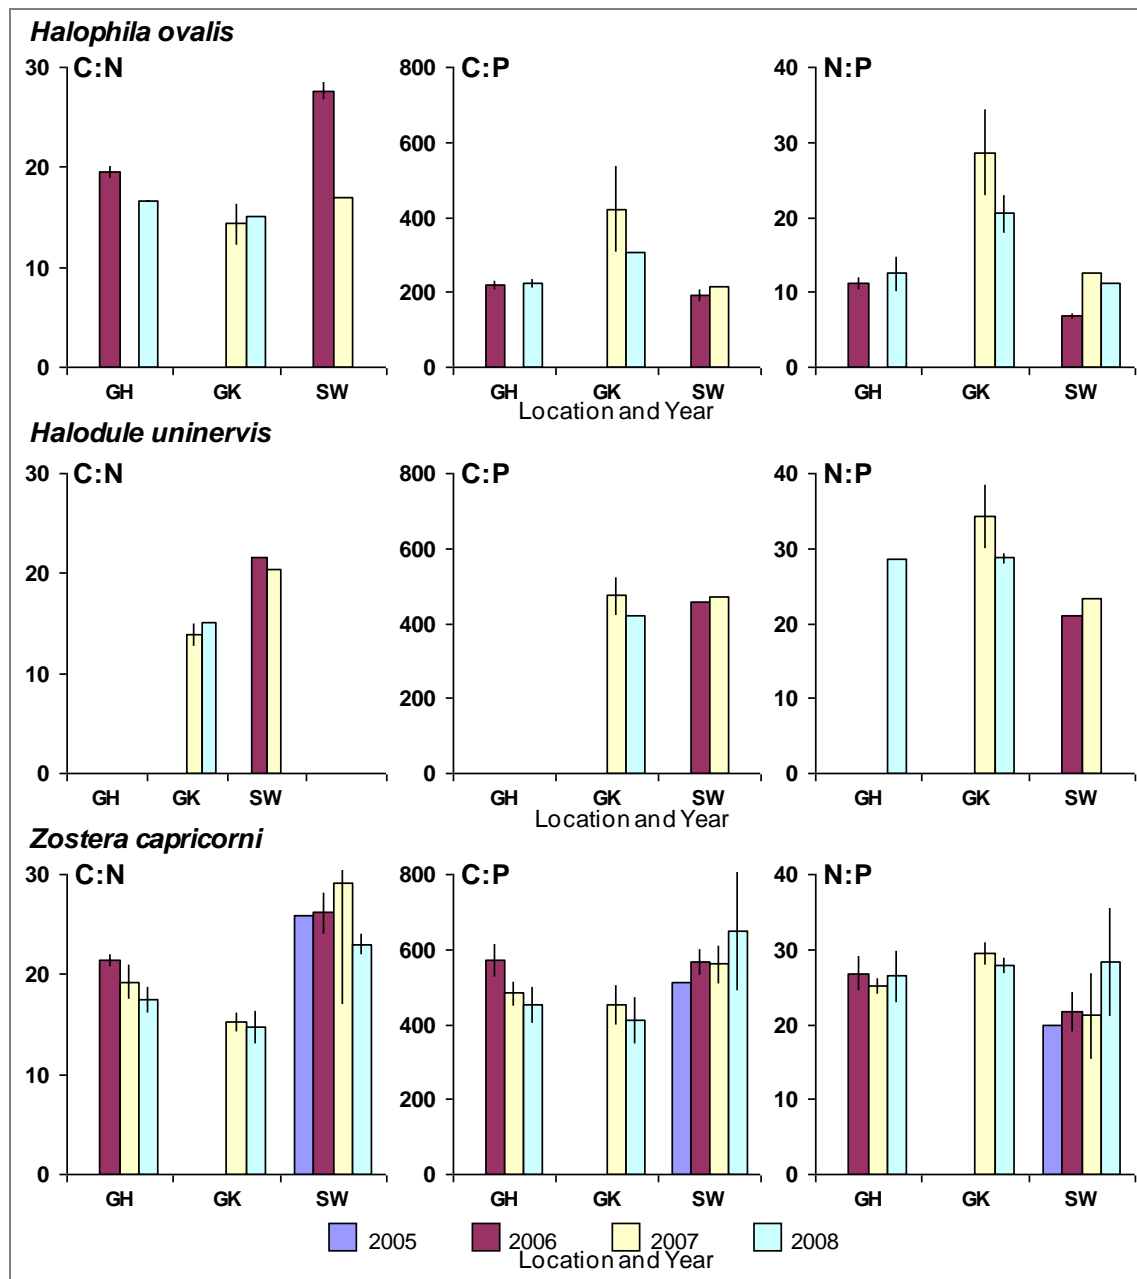 Halophila ovalis
C:N C:P N:P
30 800 40
20 600 30
10 400 20
0 200 10
0 0
GH GK SW GH GK SW GH GK SW
Location and Year
Halodule uninervis
C:N C:P N:P
30 800 40
20 600 30
10 400 20
0 200 10
0 0
GH GK SW GH GK SW GH GK SW
Location and Year
Zostera capricorni
C:N C:P N:P
30 800 40
20 600 30
10 400 20
0 200 10
0 0
GH GK SW GH GK SW GH GK SW
2005 2006 2007 2008
Location and Year